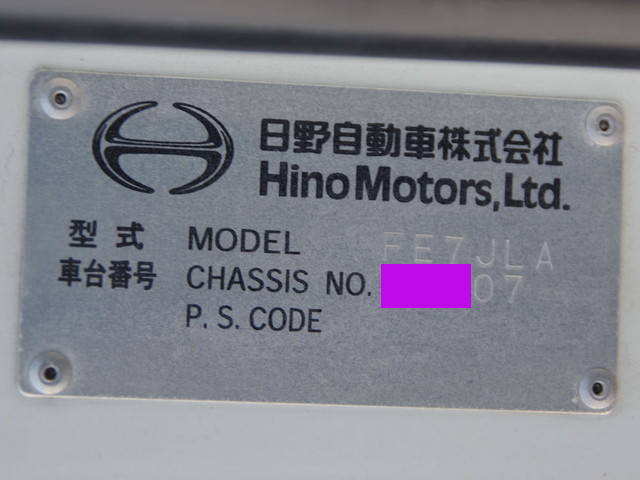 日野自動車株式会社
Hino Motors, Ltd.
型式 MODEL FE7JLA
車台番号 CHASSIS NO. 07
P. S. CODE